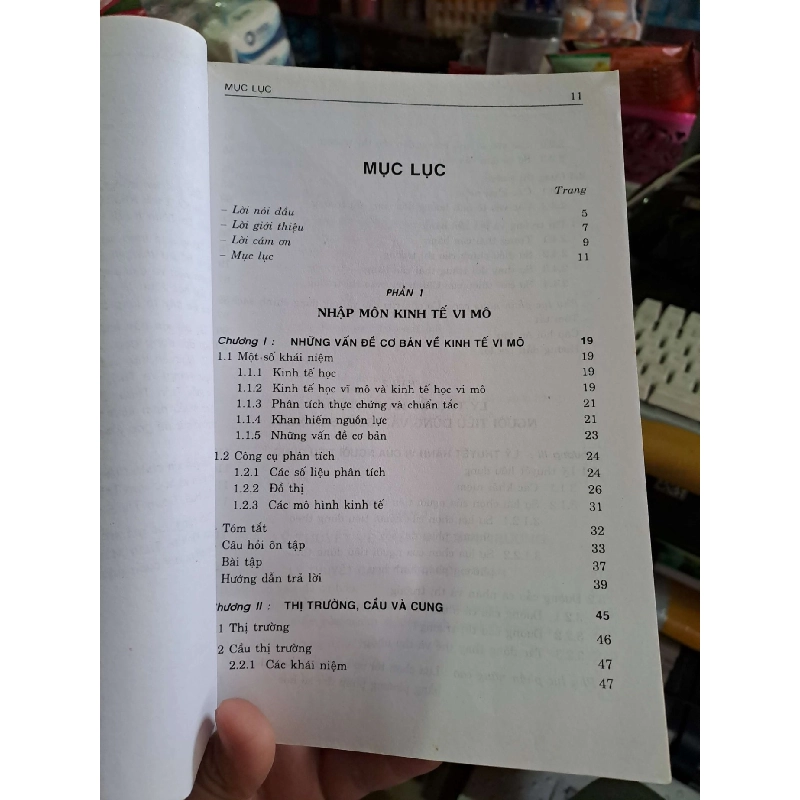 MỤC LỤC 11
MỤC LỤC
Trang
– Lời nói đầu 5
– Lời giới thiệu 7
– Lời cám ơn 9
– Mục lục 11
PHẦN 1
NHẬP MÔN KINH TẾ VI MÔ
Chương I : NHỮNG VẤN ĐỀ CƠ BẢN VỀ KINH TẾ VI MÔ 19
1.1 Một số khái niệm 19
1.1.1 Kinh tế học 19
1.1.2 Kinh tế học vĩ mô và kinh tế học vi mô 19
1.1.3 Phân tích thực chứng và chuẩn tắc 21
1.1.4 Khan hiếm nguồn lực 21
1.1.5 Những vấn đề cơ bản 23
1.2 Công cụ phân tích 24
1.2.1 Các số liệu phân tích 24
1.2.2 Đồ thị 26
1.2.3 Các mô hình kinh tế 31
Tóm tắt 32
Câu hỏi ôn tập 33
Bài tập 37
Hướng dẫn trả lời 39
Chương II : THỊ TRƯỜNG, CẦU VÀ CUNG 45
1 Thị trường 46
2 Cầu thị trường 47
2.2.1 Các khái niệm 47